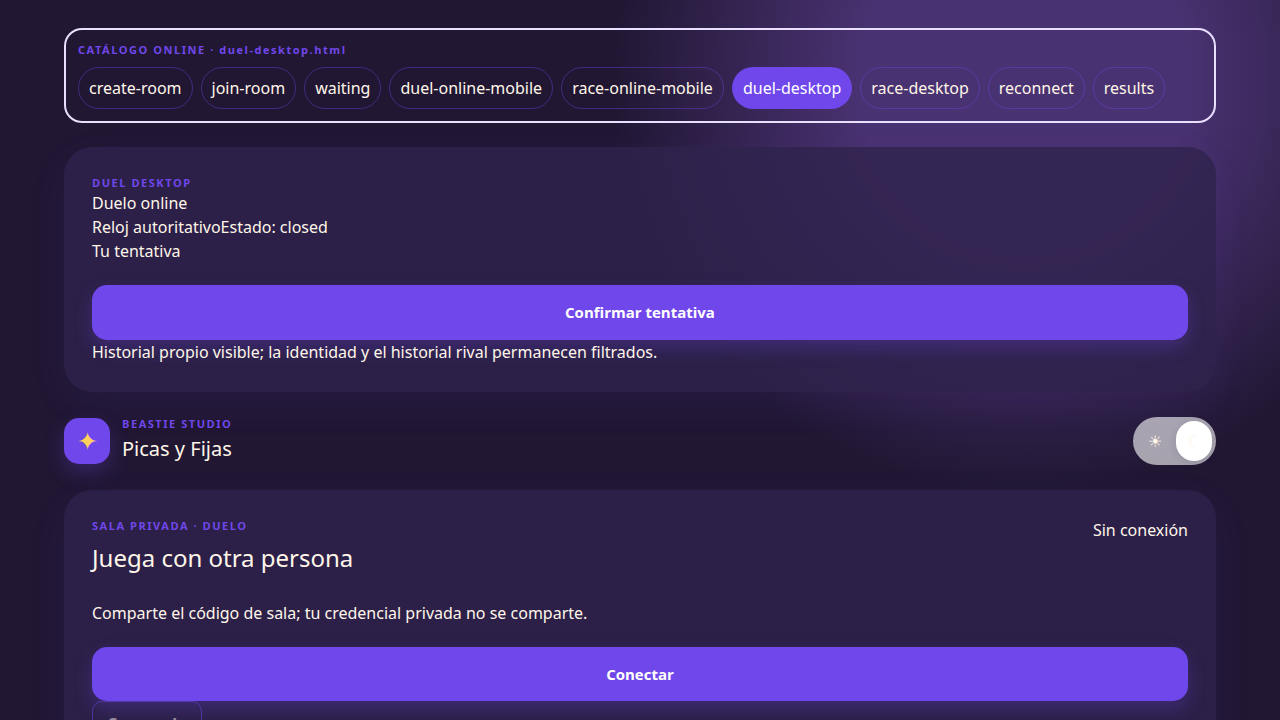 CATÁLOGO ONLINE · duel-desktop.html
create-room join-room waiting duel-online-mobile race-online-mobile duel-desktop race-desktop reconnect results
DUEL DESKTOP
Duelo online
Reloj autoritativoEstado: closed
Tu tentativa
Confirmar tentativa
Historial propio visible; la identidad y el historial rival permanecen filtrados.
BEASTIE STUDIO
Picas y Fijas
SALA PRIVADA · DUELO
Sin conexión
Juega con otra persona
Comparte el código de sala; tu credencial privada no se comparte.
Conectar